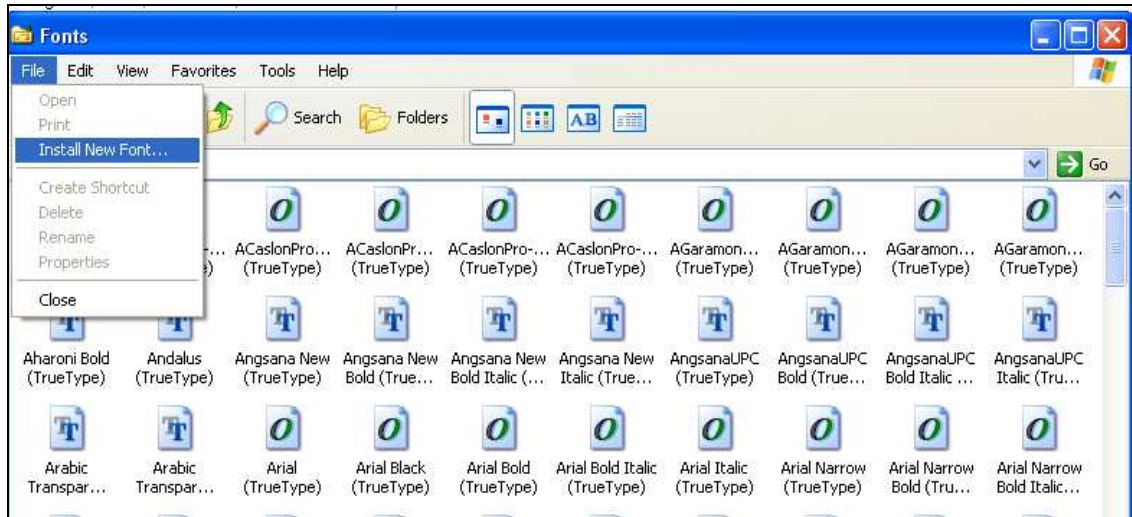 Fonts
File Edit View Favorites Tools Help
Open
Print
Install New Font...
Create Shortcut
Delete
Rename
Properties
Close
Search Folders
AB
Go
ACaslonPro... ACaslonPr... ACaslonPro-... ACaslonPro-... AGaramon... AGaramon... AGaramon... AGaramon...
(TrueType) (TrueType) (TrueType) (TrueType) (TrueType) (TrueType) (TrueType) (TrueType)
Aharoni Bold Andalus Angsana New Angsana New Angsana New Angsana New AngsanaUPC AngsanaUPC AngsanaUPC AngsanaUPC
(TrueType) (TrueType) (TrueType) Bold (True... Bold Italic (... Italic (True... (TrueType) Bold (True... Bold Italic ... Italic (Tru...
Arabic Arabic Arial Arial Black Arial Bold Arial Bold Italic Arial Italic Arial Narrow Arial Narrow Arial Narrow
Transpar... Transpar... (TrueType) (TrueType) (TrueType) (TrueType) (TrueType) (TrueType) Bold (Tru... Bold Italic...